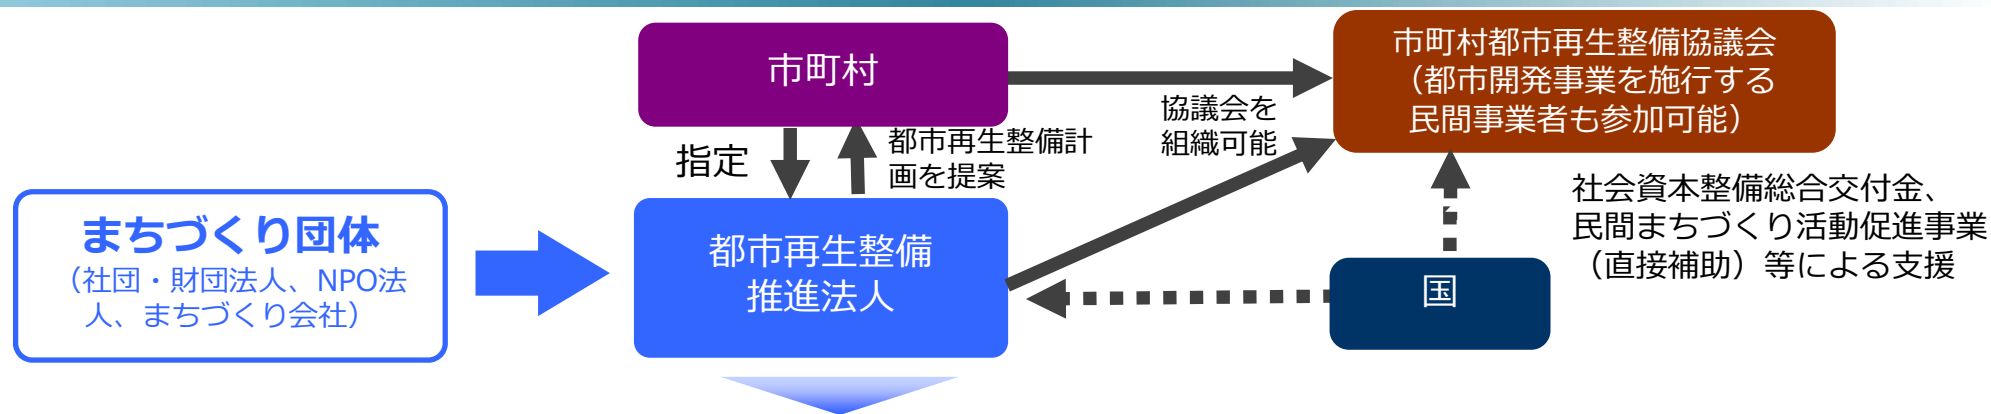 市町村
市町村都市再生整備協議会
（都市開発事業を施行する
民間事業者も参加可能）
協議会を
組織可能
指定
都市再生整備計
画を提案
まちづくり団体
（社団・財団法人、NPO法
人、まちづくり会社）
都市再生整備
推進法人
国
社会資本整備総合交付金、
民間まちづくり活動促進事業
（直接補助）等による支援